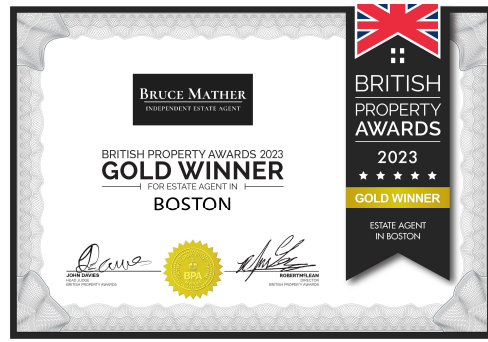 BRUCE MATHER
INDEPENDENT ESTATE AGENT
BRITISH PROPERTY AWARDS 2023
GOLD WINNER
FOR ESTATE AGENT IN
BOSTON
JOHN DAVIES
HEAD JUDGE
BRITISH PROPERTY AWARDS
BPA
ROBERT McLEAN
DIRECTOR
BRITISH PROPERTY AWARDS
BRITISH
PROPERTY
AWARDS
2023
GOLD WINNER
ESTATE AGENT
IN BOSTON